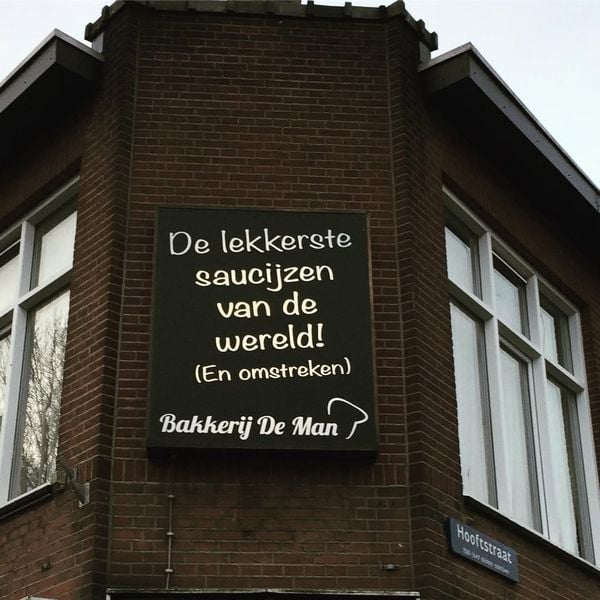 De lekkerste
saucijzen
van de
wereld!
(En omstreken)
Bakkerij De Man
Hooftstraat